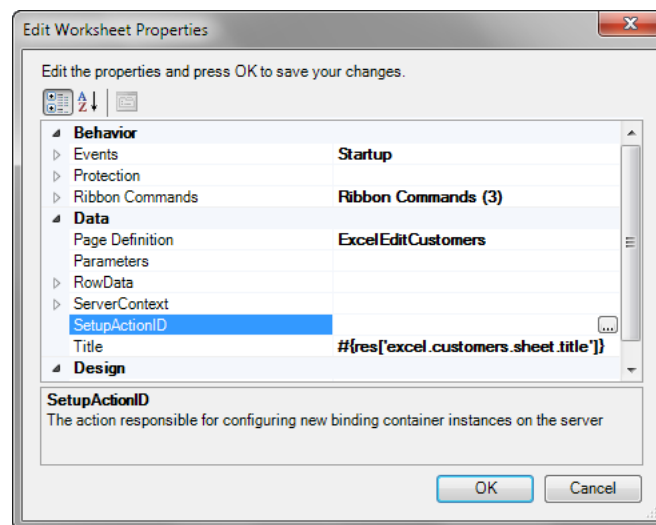 Edit Worksheet Properties
Edit the properties and press OK to save your changes.
Behavior
Events Startup
Protection
Ribbon Commands Ribbon Commands (3)
Data
Page Definition ExcelEditCustomers
Parameters
RowData
ServerContext
SetupActionID ...
Title #{res['excel.customers.sheet.title']}
Design
SetupActionID
The action responsible for configuring new binding container instances on the server
OK Cancel